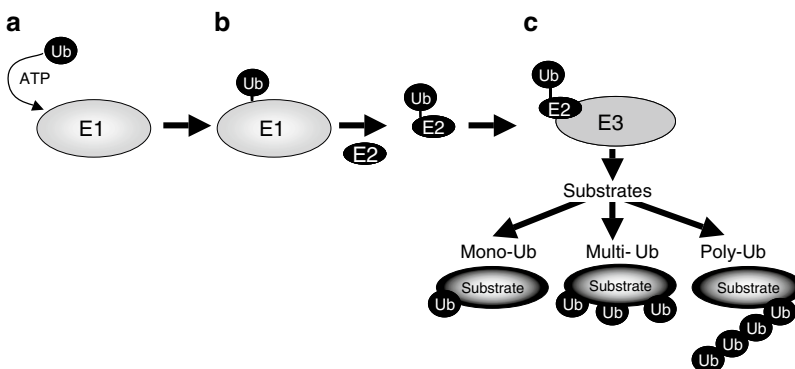 a
b
c
Ub
ATP
E1
Ub
E1
E2
Ub
E2
Ub
E2
E3
Substrates
Mono-Ub
Multi- Ub
Poly-Ub
Substrate
Ub
Substrate
Ub
Ub
Ub
Substrate
Ub
Ub
Ub
Ub